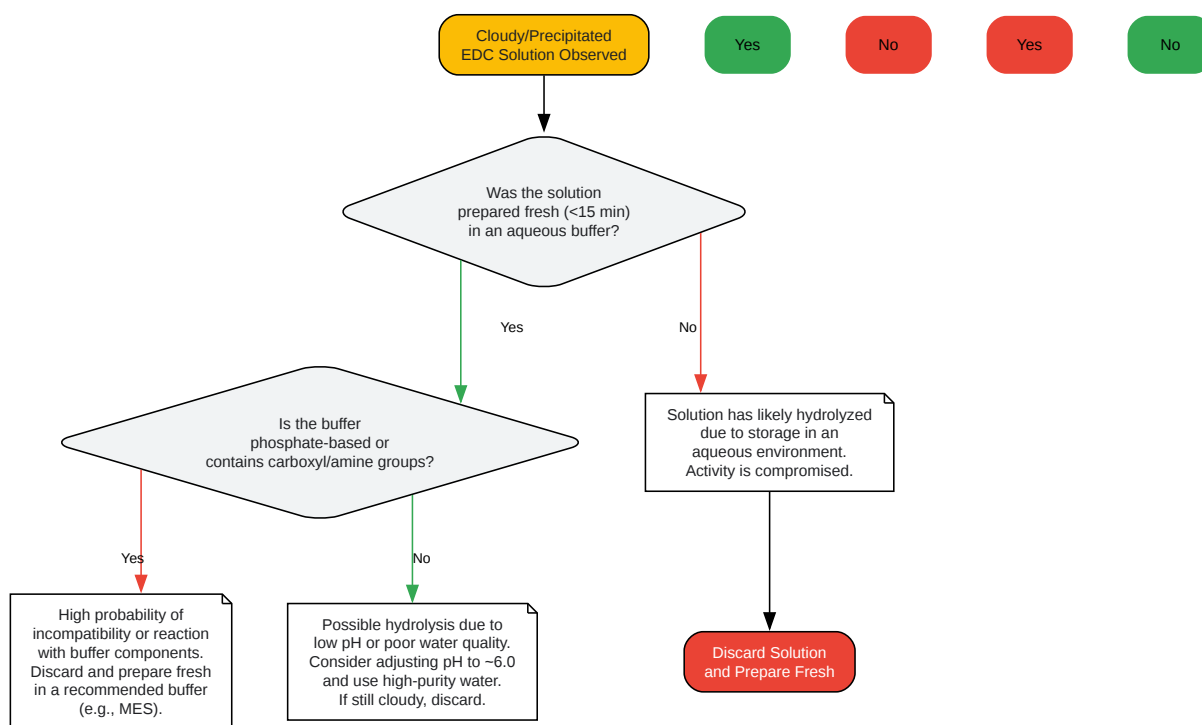 Cloudy/Precipitated
EDC Solution Observed
Yes
No
Yes
No
Was the solution
prepared fresh (<15 min)
in an aqueous buffer?
Yes
No
Is the buffer
phosphate-based or
contains carboxyl/amine groups?
Solution has likely hydrolyzed
due to storage in an
aqueous environment.
Activity is compromised.
Yes
No
High probability of
incompatibility or reaction
with buffer components.
Discard and prepare fresh
in a recommended buffer
(e.g., MES).
Possible hydrolysis due to
low pH or poor water quality.
Consider adjusting pH to ~6.0
and use high-purity water.
If still cloudy, discard.
Discard Solution
and Prepare Fresh